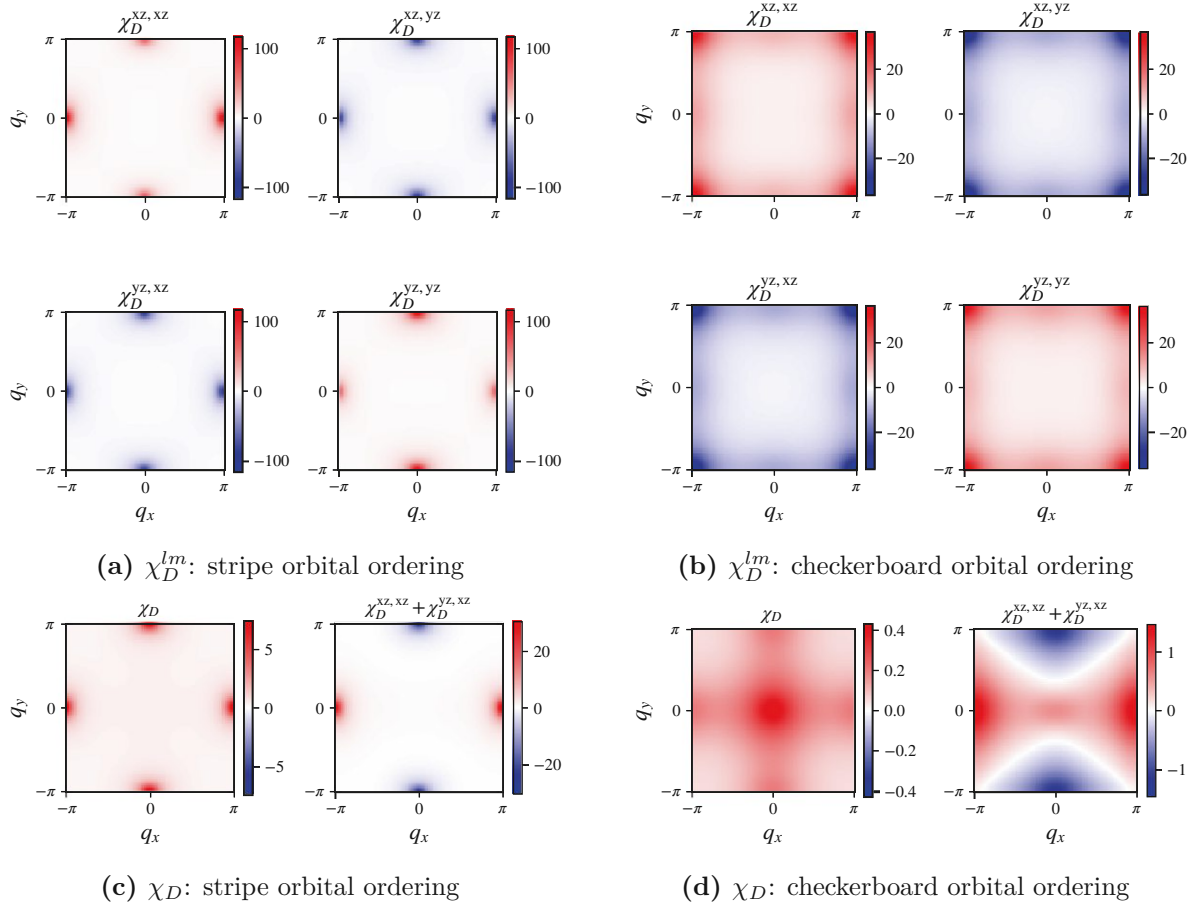 χ_D^{xz, xz}
π
0
−π
q_y
−π 0 π
100
0
−100
χ_D^{xz, yz}
π
0
−π
−π 0 π
100
0
−100
χ_D^{yz, xz}
π
0
−π
q_y
−π 0 π
q_x
100
0
−100
χ_D^{yz, yz}
π
0
−π
−π 0 π
q_x
100
0
−100
(a) χ_D^{lm}: stripe orbital ordering
χ_D^{xz, xz}
π
0
−π
q_y
−π 0 π
20
0
−20
χ_D^{xz, yz}
π
0
−π
−π 0 π
20
0
−20
χ_D^{yz, xz}
π
0
−π
q_y
−π 0 π
q_x
20
0
−20
χ_D^{yz, yz}
π
0
−π
−π 0 π
q_x
20
0
−20
(b) χ_D^{lm}: checkerboard orbital ordering
χ_D
π
0
−π
q_y
−π 0 π
q_x
5
0
−5
χ_D^{xz, xz} + χ_D^{yz, xz}
π
0
−π
−π 0 π
q_x
20
0
−20
(c) χ_D: stripe orbital ordering
χ_D
π
0
−π
q_y
−π 0 π
q_x
0.4
0.2
0.0
−0.2
−0.4
χ_D^{xz, xz} + χ_D^{yz, xz}
π
0
−π
−π 0 π
q_x
1
0
−1
(d) χ_D: checkerboard orbital ordering